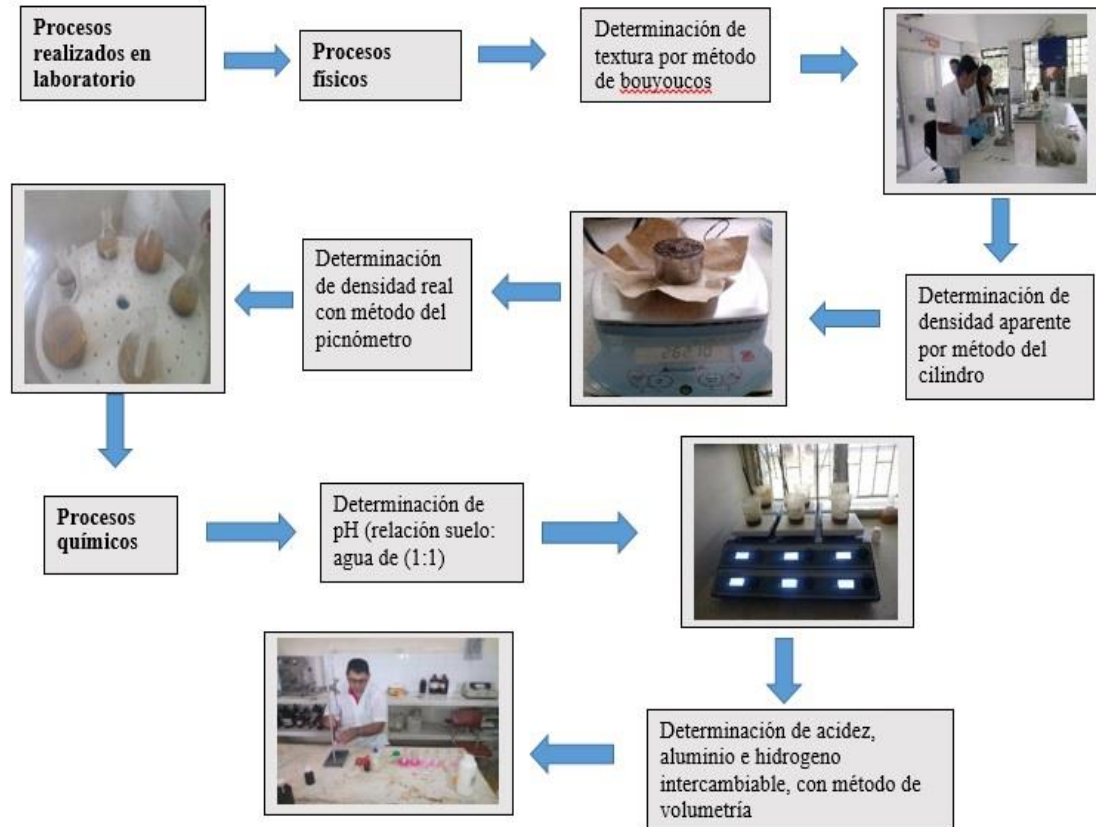 Procesos
realizados en
laboratorio
Procesos
físicos
Determinación de
textura por método
de bouyoucos
Determinación de
densidad aparente
por método del
cilindro
Determinación
de densidad real
con método del
picnómetro
Procesos
químicos
Determinación de
pH (relación suelo:
agua de (1:1)
Determinación de acidez,
aluminio e hidrogeno
intercambiable, con método de
volumetría